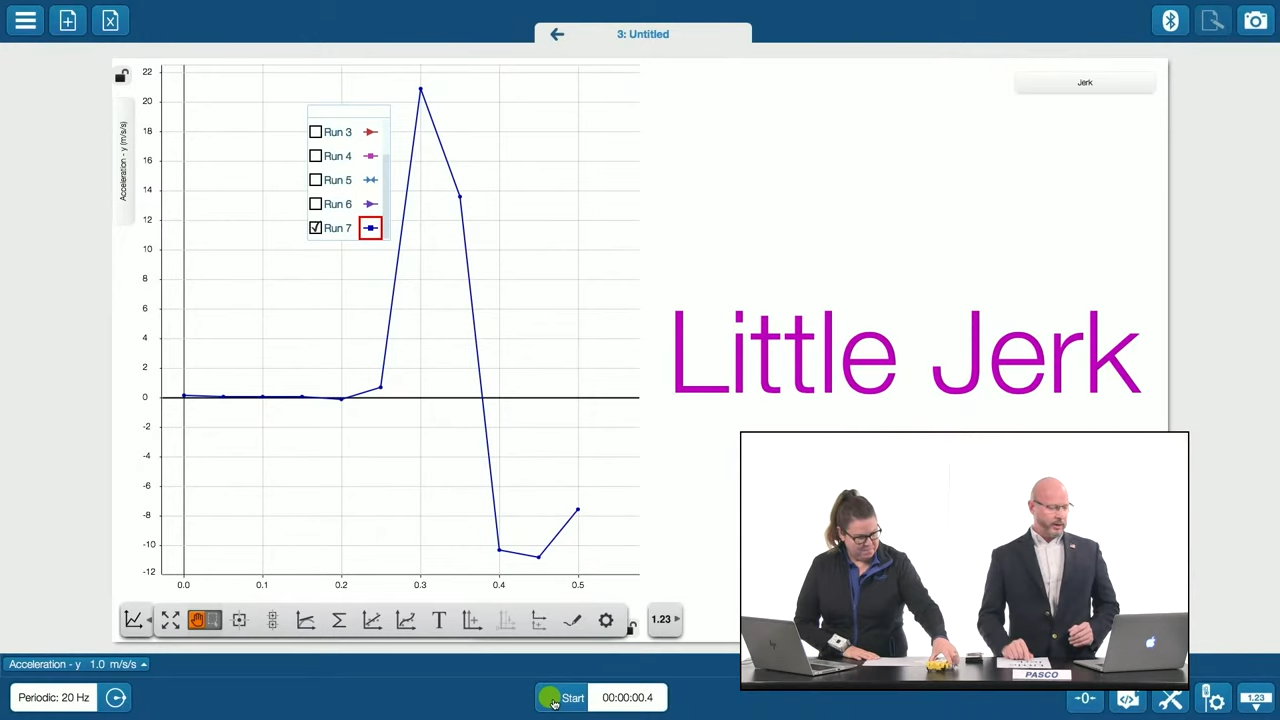 3: Untitled
Jerk
22
20
18
16
14
12
10
8
6
4
2
0
-2
-4
-6
-8
-10
-12
Acceleration - y (m/s/s)
Run 3
Run 4
Run 5
Run 6
Run 7
0.0 0.1 0.2 0.3 0.4 0.5
Little Jerk
T
1.23
PASCO
Acceleration - y 1.0 m/s/s
Periodic: 20 Hz
Start
00:00:00.4
-0-
1.23